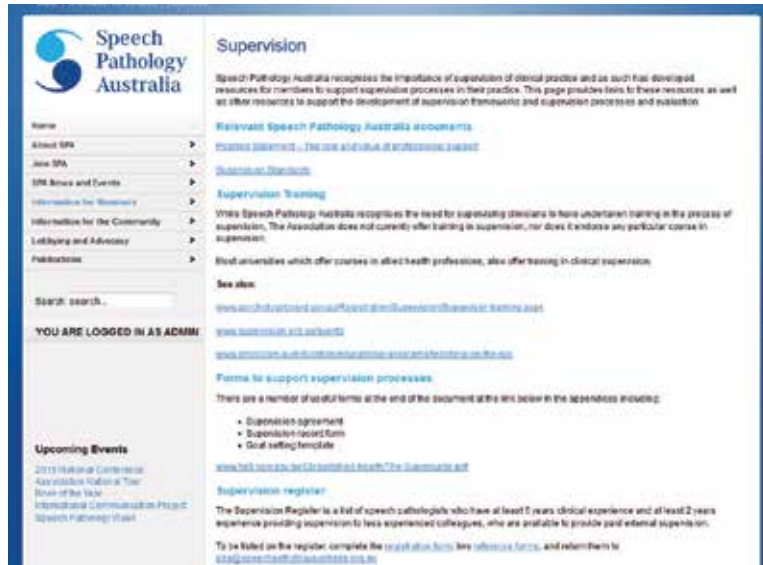 Speech
Pathology
Australia
Home
About SPA
Join SPA
SPA News and Events
Information for Members
Information for the Community
Lobbying and Advocacy
Publications
Search: search...
YOU ARE LOGGED IN AS ADMIN
Upcoming Events
2015 National Conference
Association National Tour
Book of the Year
International Communication Project
Speech Pathology Week
Supervision
Speech Pathology Australia recognises the importance of supervision of clinical practice and as such has developed
resources for members to support supervision processes in their practice. This page provides links to these resources as well
as other resources to support the development of supervision frameworks and supervision processes and evaluation.
Relevant Speech Pathology Australia documents
Position Statement - The role and value of professional support
Supervision Standards
Supervision Training
While Speech Pathology Australia recognises the need for supervising clinicians to have undertaken training in the process of
supervision, The Association does not currently offer training in supervision, nor does it endorse any particular course in
supervision.
Most universities which offer courses in allied health professions, also offer training in clinical supervision.
See also:
Forms to support supervision processes
There are a number of useful forms at the end of the document at the link below in the appendices including:
• Supervision agreement
• Supervision record form
• Goal setting template
Supervision register
The Supervision Register is a list of speech pathologists who have at least 5 years clinical experience and at least 2 years
experience providing supervision to less experienced colleagues, who are available to provide paid external supervision.
To be listed on the register, complete the registration form, two reference forms, and return them to